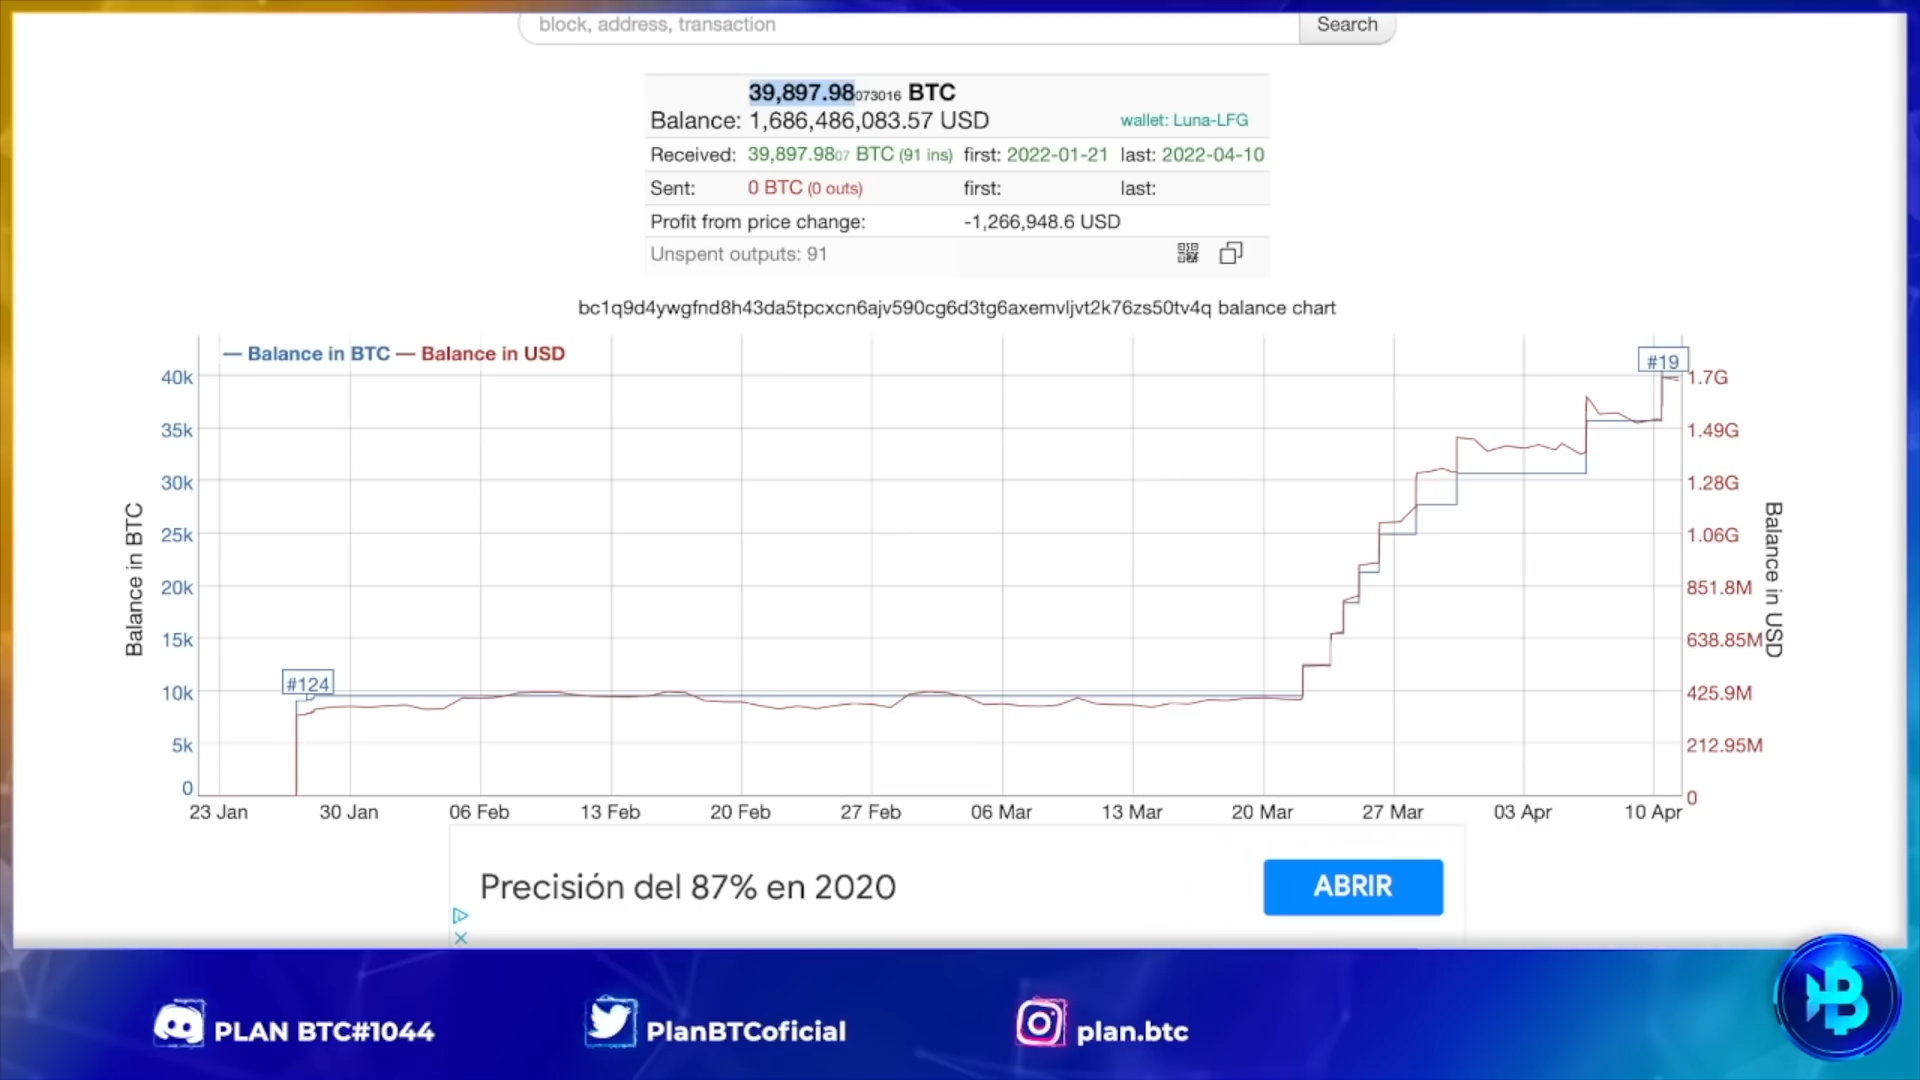 block, address, transaction
Search
39,897.98073016 BTC
Balance: 1,686,486,083.57 USD
wallet: Luna-LFG
Received: 39,897.9807 BTC (91 ins) first: 2022-01-21 last: 2022-04-10
Sent: 0 BTC (0 outs) first: last:
Profit from price change: -1,266,948.6 USD
Unspent outputs: 91
bc1q9d4ywgfnd8h43da5tpcxcn6ajv590cg6d3tg6axemvljvt2k76zs50tv4q balance chart
— Balance in BTC — Balance in USD
#19
40k
1.7G
35k
1.49G
30k
1.28G
25k
1.06G
20k
851.8M
15k
638.85M
#124
10k
425.9M
5k
212.95M
0
0
Balance in BTC
Balance in USD
23 Jan 30 Jan 06 Feb 13 Feb 20 Feb 27 Feb 06 Mar 13 Mar 20 Mar 27 Mar 03 Apr 10 Apr
Precisión del 87% en 2020
ABRIR
PLAN BTC#1044
PlanBTCoficial
plan.btc